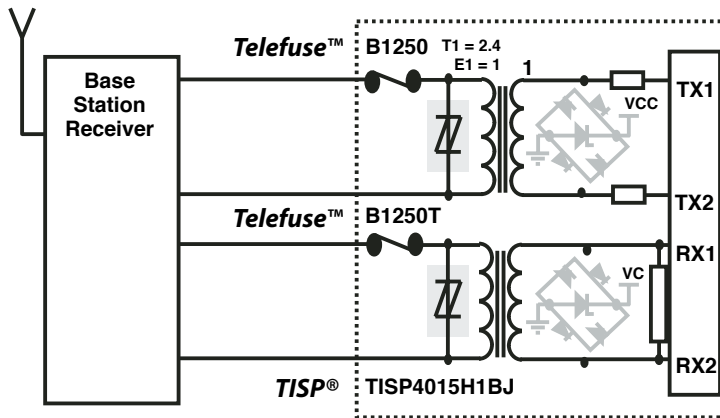 Telefuse™ B1250 T1 = 2.4
E1 = 1
1
Base
Station
Receiver
VCC
TX1
TX2
Telefuse™ B1250T
RX1
VC
RX2
TISP® TISP4015H1BJ